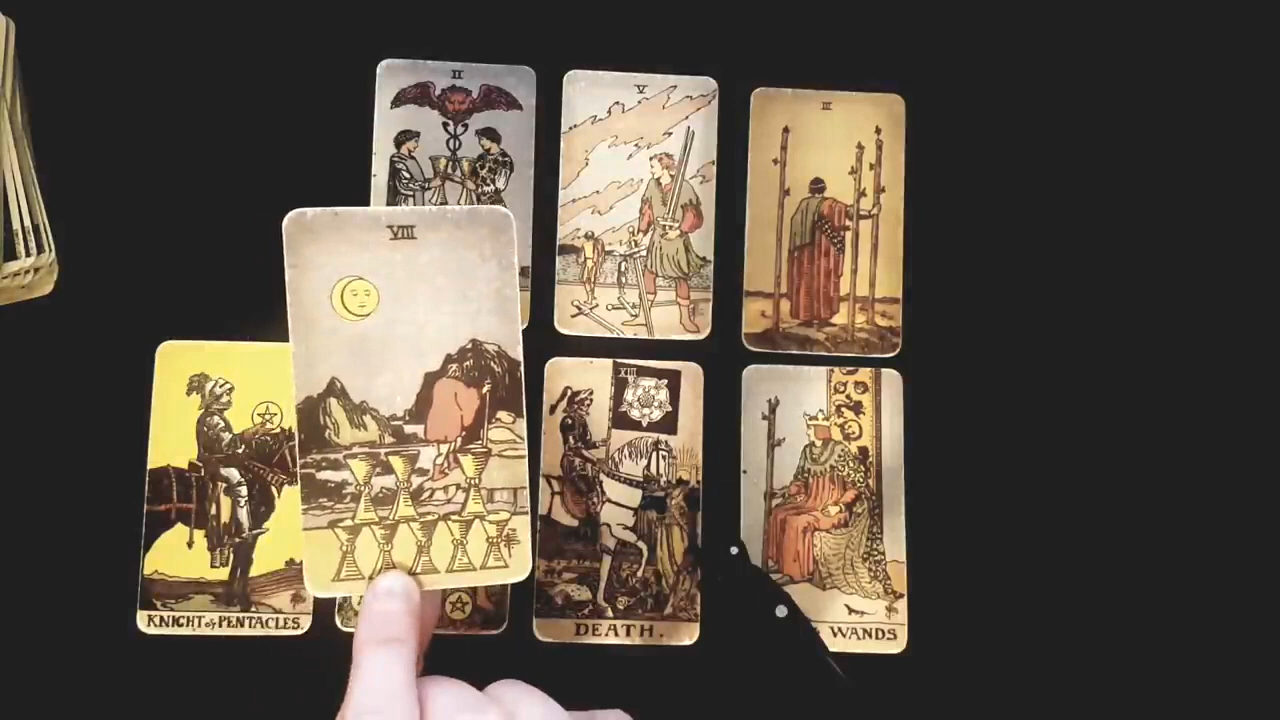 II
V
III
VIII
XIII
KNIGHT of PENTACLES.
DEATH.
WANDS